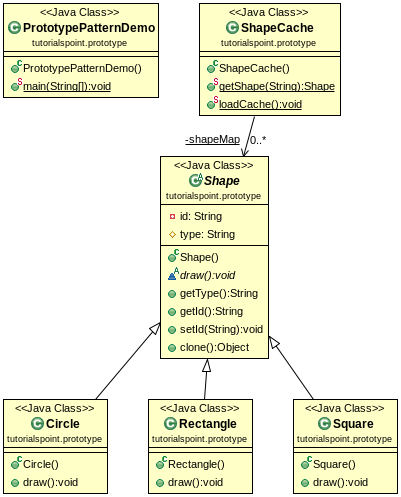 <<Java Class>>
PrototypePatternDemo
tutorialspoint.prototype
PrototypePatternDemo()
main(String[]):void
<<Java Class>>
ShapeCache
tutorialspoint.prototype
ShapeCache()
getShape(String):Shape
loadCache():void
-shapeMap 0..*
<<Java Class>>
Shape
tutorialspoint.prototype
id: String
type: String
Shape()
draw():void
getType():String
getId():String
setId(String):void
clone():Object
<<Java Class>>
Circle
tutorialspoint.prototype
Circle()
draw():void
<<Java Class>>
Rectangle
tutorialspoint.prototype
Rectangle()
draw():void
<<Java Class>>
Square
tutorialspoint.prototype
Square()
draw():void